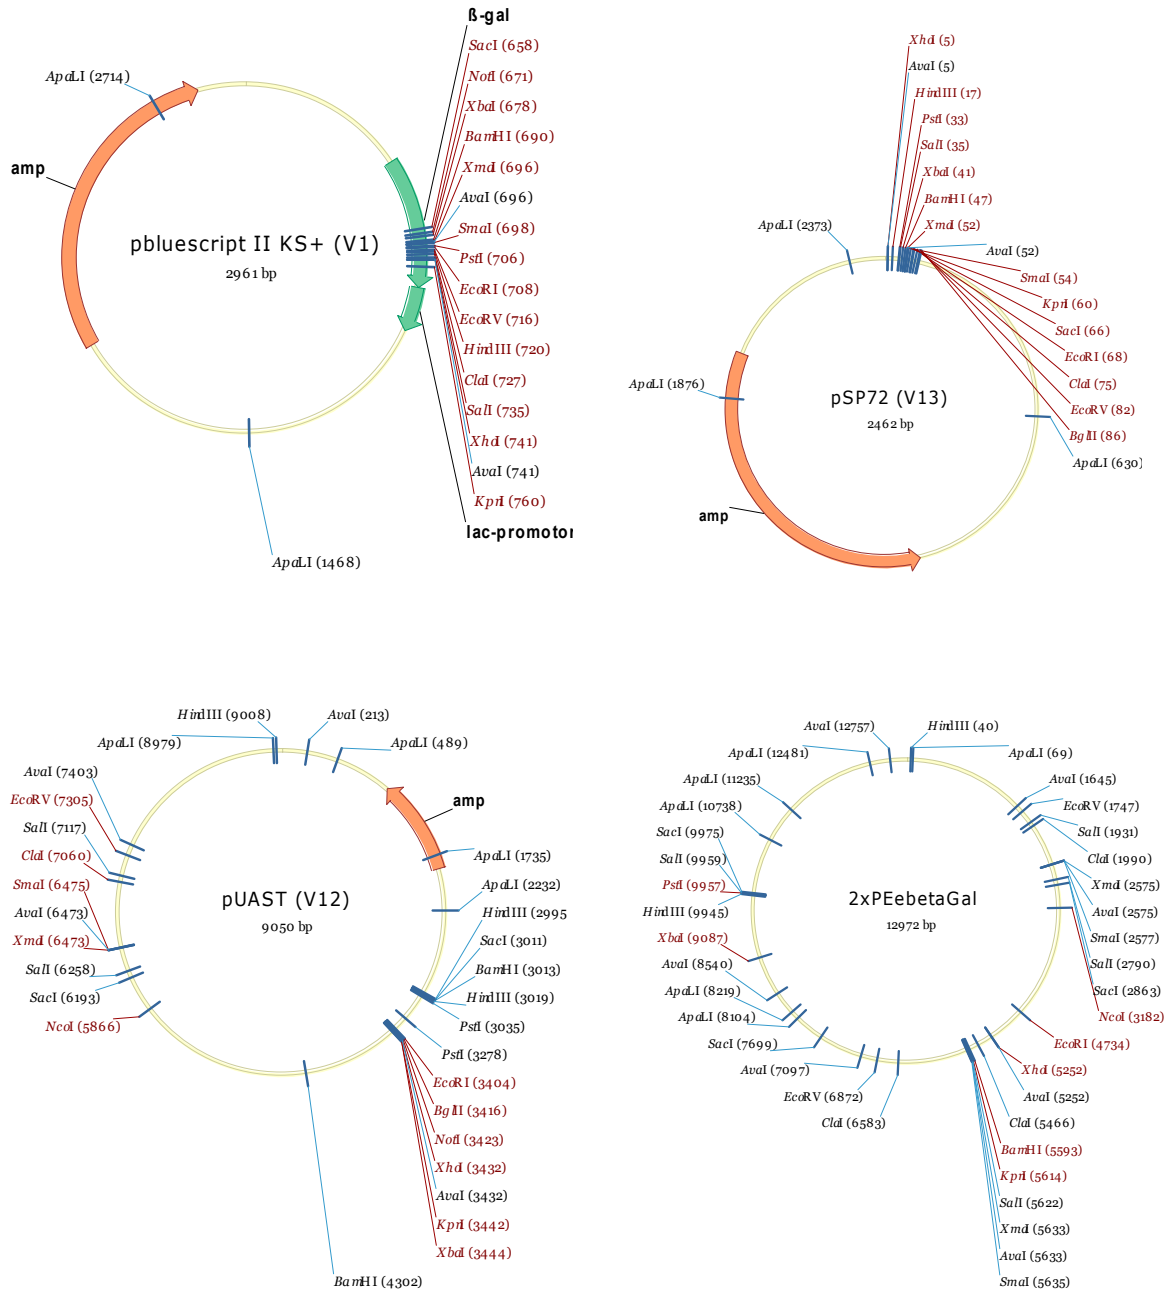 ß-gal
SacI (658)
NotI (671)
XbaI (678)
BamHI (690)
XmaI (696)
AvaI (696)
SmaI (698)
PstI (706)
EcoRI (708)
EcoRV (716)
HindIII (720)
ClaI (727)
SalI (735)
XhoI (741)
AvaI (741)
KpnI (760)
lac-promotor
ApaLI (2714)
amp
pbluescript II KS+ (V1)
2961 bp
ApaLI (1468)
XhoI (5)
AvaI (5)
HindIII (17)
PstI (33)
SalI (35)
XbaI (41)
BamHI (47)
XmaI (52)
AvaI (52)
SmaI (54)
KpnI (60)
SacI (66)
EcoRI (68)
ClaI (75)
EcoRV (82)
BglII (86)
ApaLI (630)
ApaLI (2373)
ApaLI (1876)
pSP72 (V13)
2462 bp
amp
HindIII (9008)
ApaLI (8979)
AvaI (7403)
EcoRV (7305)
SalI (7117)
ClaI (7060)
SmaI (6475)
AvaI (6473)
XmaI (6473)
SalI (6258)
SacI (6193)
NcoI (5866)
AvaI (213)
ApaLI (489)
amp
ApaLI (1735)
ApaLI (2232)
HindIII (2995
SacI (3011)
BamHI (3013)
HindIII (3019)
PstI (3035)
PstI (3278)
EcoRI (3404)
BglII (3416)
NotI (3423)
XhoI (3432)
AvaI (3432)
KpnI (3442)
XbaI (3444)
BamHI (4302)
pUAST (V12)
9050 bp
AvaI (12757)
ApaLI (12481)
ApaLI (11235)
ApaLI (10738)
SacI (9975)
SalI (9959)
PstI (9957)
HindIII (9945)
XbaI (9087)
AvaI (8540)
ApaLI (8219)
ApaLI (8104)
SacI (7699)
AvaI (7097)
EcoRV (6872)
ClaI (6583)
HindIII (40)
ApaLI (69)
AvaI (1645)
EcoRV (1747)
SalI (1931)
ClaI (1990)
XmaI (2575)
AvaI (2575)
SmaI (2577)
SalI (2790)
SacI (2863)
NcoI (3182)
EcoRI (4734)
XhoI (5252)
AvaI (5252)
ClaI (5466)
BamHI (5593)
KpnI (5614)
SalI (5622)
XmaI (5633)
AvaI (5633)
SmaI (5635)
2xPEebetaGal
12972 bp